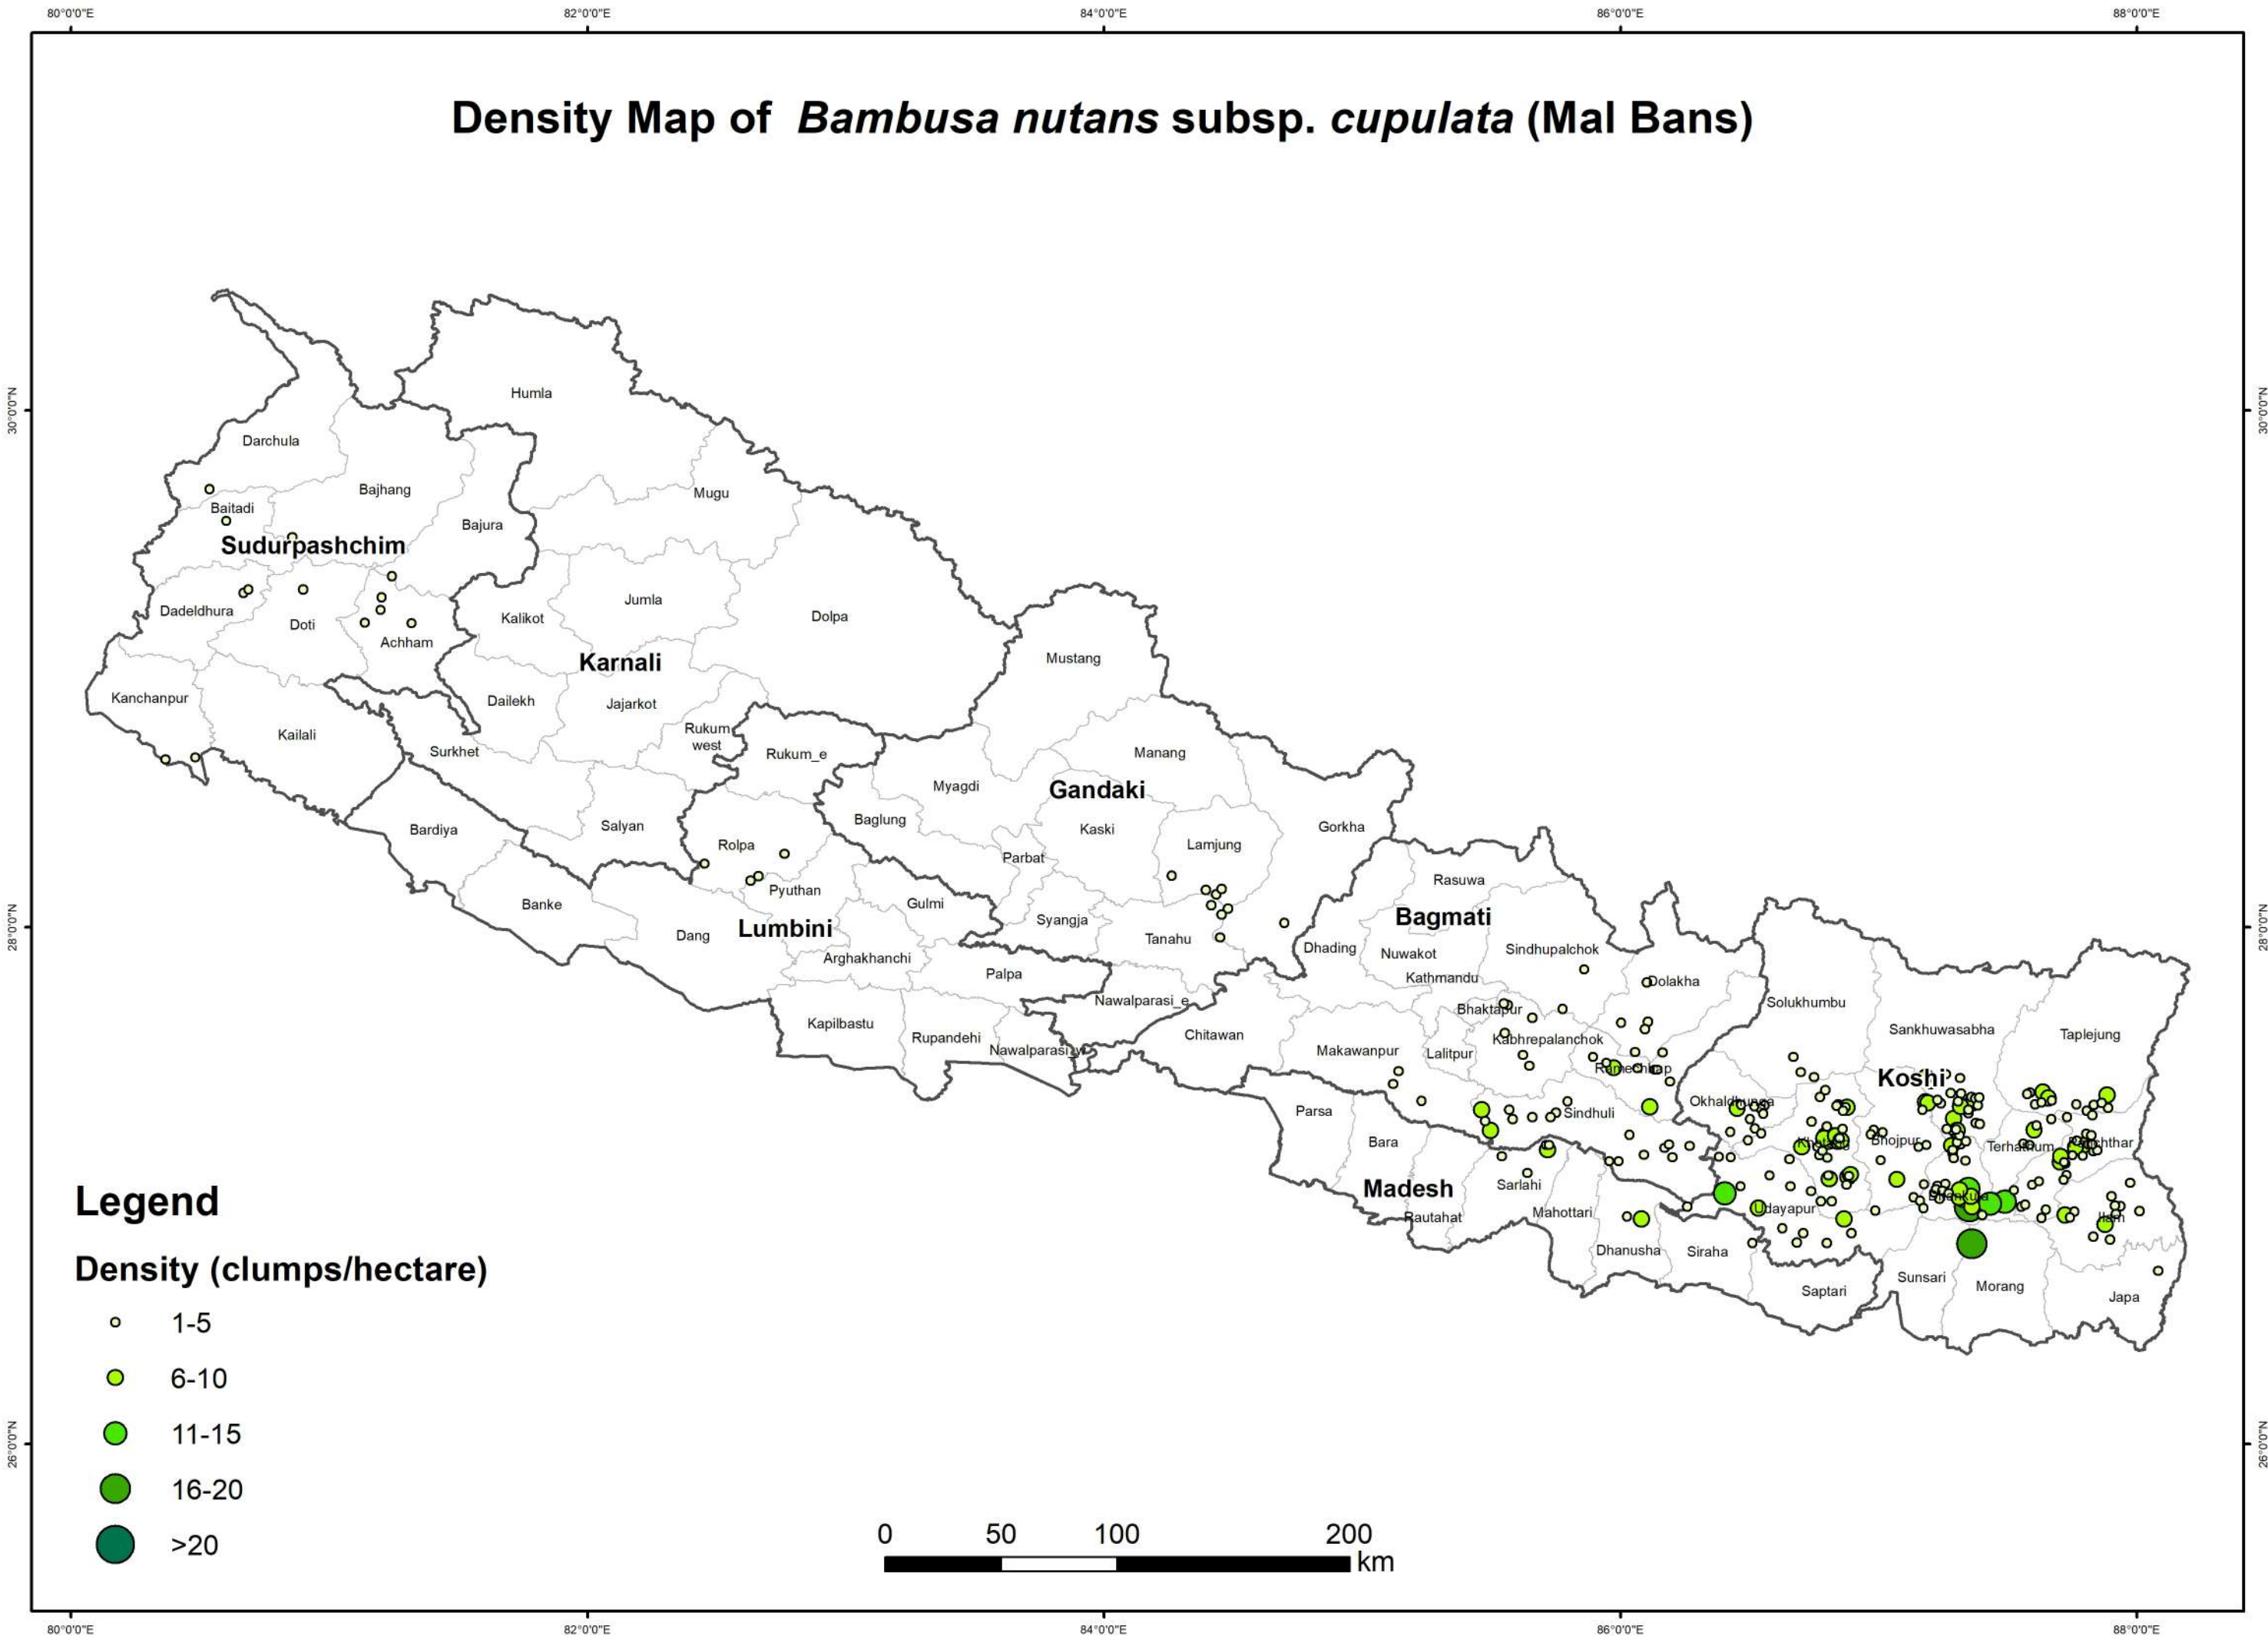 80°0'0"E 82°0'0"E 84°0'0"E 86°0'0"E 88°0'0"E
Density Map of Bambusa nutans subsp. cupulata (Mal Bans)
30°0'0"N 30°0'0"N
28°0'0"N 28°0'0"N
26°0'0"N 26°0'0"N
Humla
Darchula
Bajhang
Mugu
Baitadi
Bajura
Sudurpashchim
Jumla
Dadeldhura
Kalikot
Dolpa
Doti
Achham
Karnali
Mustang
Kanchanpur
Dailekh
Jajarkot
Kailali
Rukum
west
Surkhet
Rukum_e
Manang
Myagdi
Gandaki
Baglung
Salyan
Gorkha
Bardiya
Kaski
Rolpa
Lamjung
Parbat
Rasuwa
Pyuthan
Banke
Gulmi
Bagmati
Syangja
Lumbini
Dang
Tanahu
Dhading
Sindhupalchok
Nuwakot
Arghakhanchi
Palpa
Kathmandu
Dolakha
Nawalparasi_e
Solukhumbu
Bhaktapur
Kapilbastu
Sankhuwasabha
Chitawan
Taplejung
Rupandehi
Kabhrepalanchok
Nawalparasi_w
Makawanpur
Lalitpur
Ramechhap
Koshi
Okhaldhunga
Parsa
Sindhuli
Bara
Khotang
Bhojpur
Terhathum
Panchthar
Sarlahi
Madesh
Dhankuta
Udayapur
Mahottari
Rautahat
Ilam
Dhanusha
Siraha
Sunsari
Morang
Saptari
Japa
Legend
Density (clumps/hectare)
1-5
6-10
11-15
16-20
>20
0 50 100 200
km
80°0'0"E 82°0'0"E 84°0'0"E 86°0'0"E 88°0'0"E